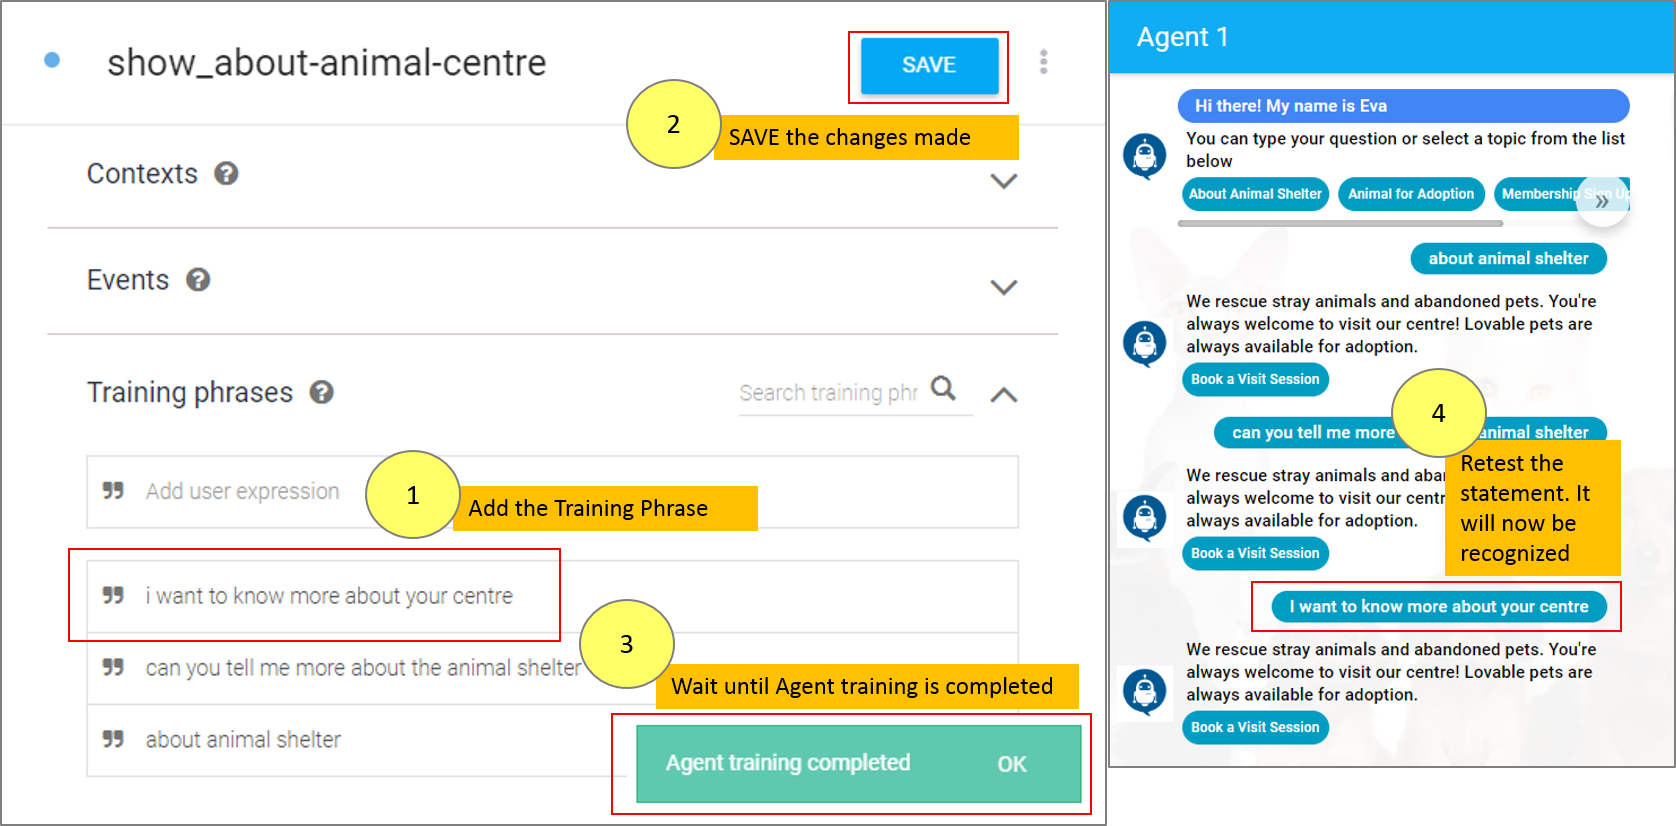 show_about-animal-centre
SAVE
2
SAVE the changes made
Contexts
Events
Training phrases
Search training phr
Add user expression
1
Add the Training Phrase
i want to know more about your centre
3
can you tell me more about the animal shelter
Wait until Agent training is completed
about animal shelter
Agent training completed OK
Agent 1
Hi there! My name is Eva
You can type your question or select a topic from the list
below
About Animal Shelter Animal for Adoption Membership Sign Up
about animal shelter
We rescue stray animals and abandoned pets. You're
always welcome to visit our centre! Lovable pets are
always available for adoption.
Book a Visit Session
4
can you tell me more animal shelter
Retest the
statement. It
will now be
recognized
We rescue stray animals and aba
always welcome to visit our centr
always available for adoption.
Book a Visit Session
I want to know more about your centre
We rescue stray animals and abandoned pets. You're
always welcome to visit our centre! Lovable pets are
always available for adoption.
Book a Visit Session